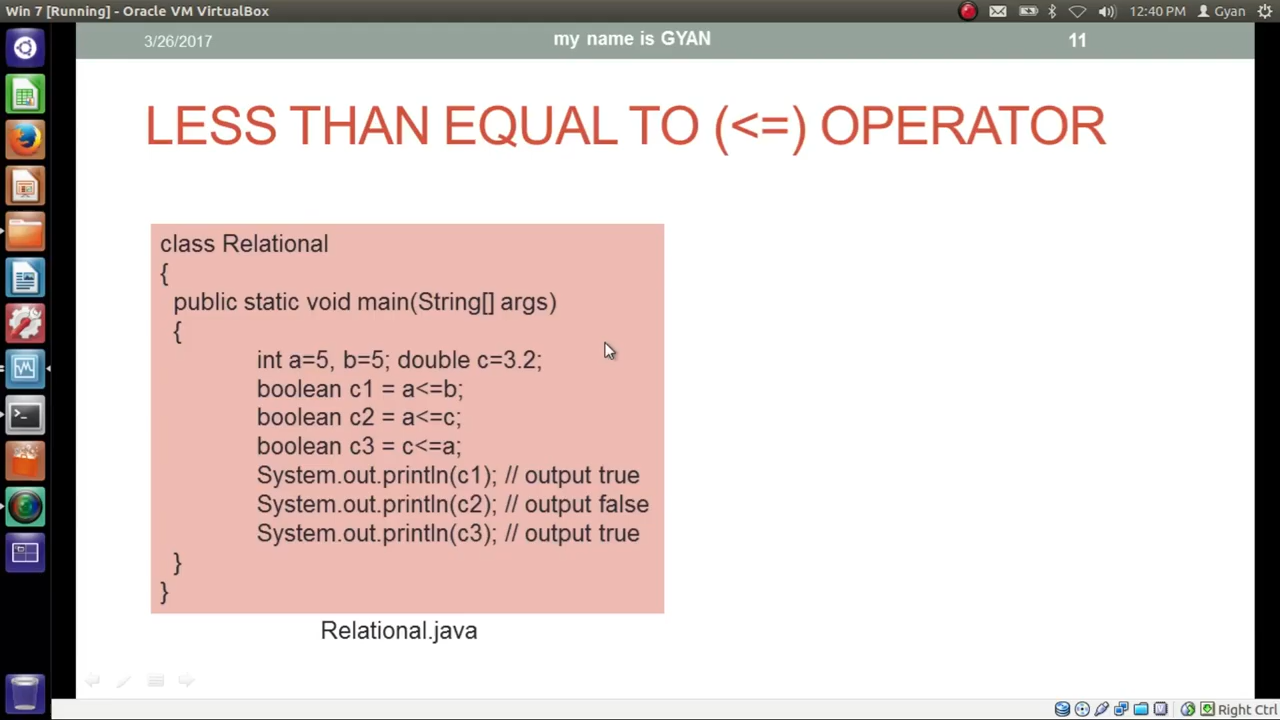 Win 7 [Running] - Oracle VM VirtualBox
12:40 PM
Gyan
3/26/2017
my name is GYAN
11
LESS THAN EQUAL TO (<=) OPERATOR
class Relational
{
public static void main(String[] args)
{
int a=5, b=5; double c=3.2;
boolean c1 = a<=b;
boolean c2 = a<=c;
boolean c3 = c<=a;
System.out.println(c1); // output true
System.out.println(c2); // output false
System.out.println(c3); // output true
}
}
Relational.java
Right Ctrl